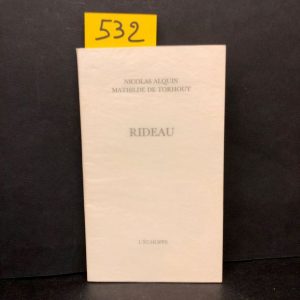 532
NICOLAS ALQUIN
MATHILDE DE TORHOUT
RIDEAU
L'ÉCHOPPE